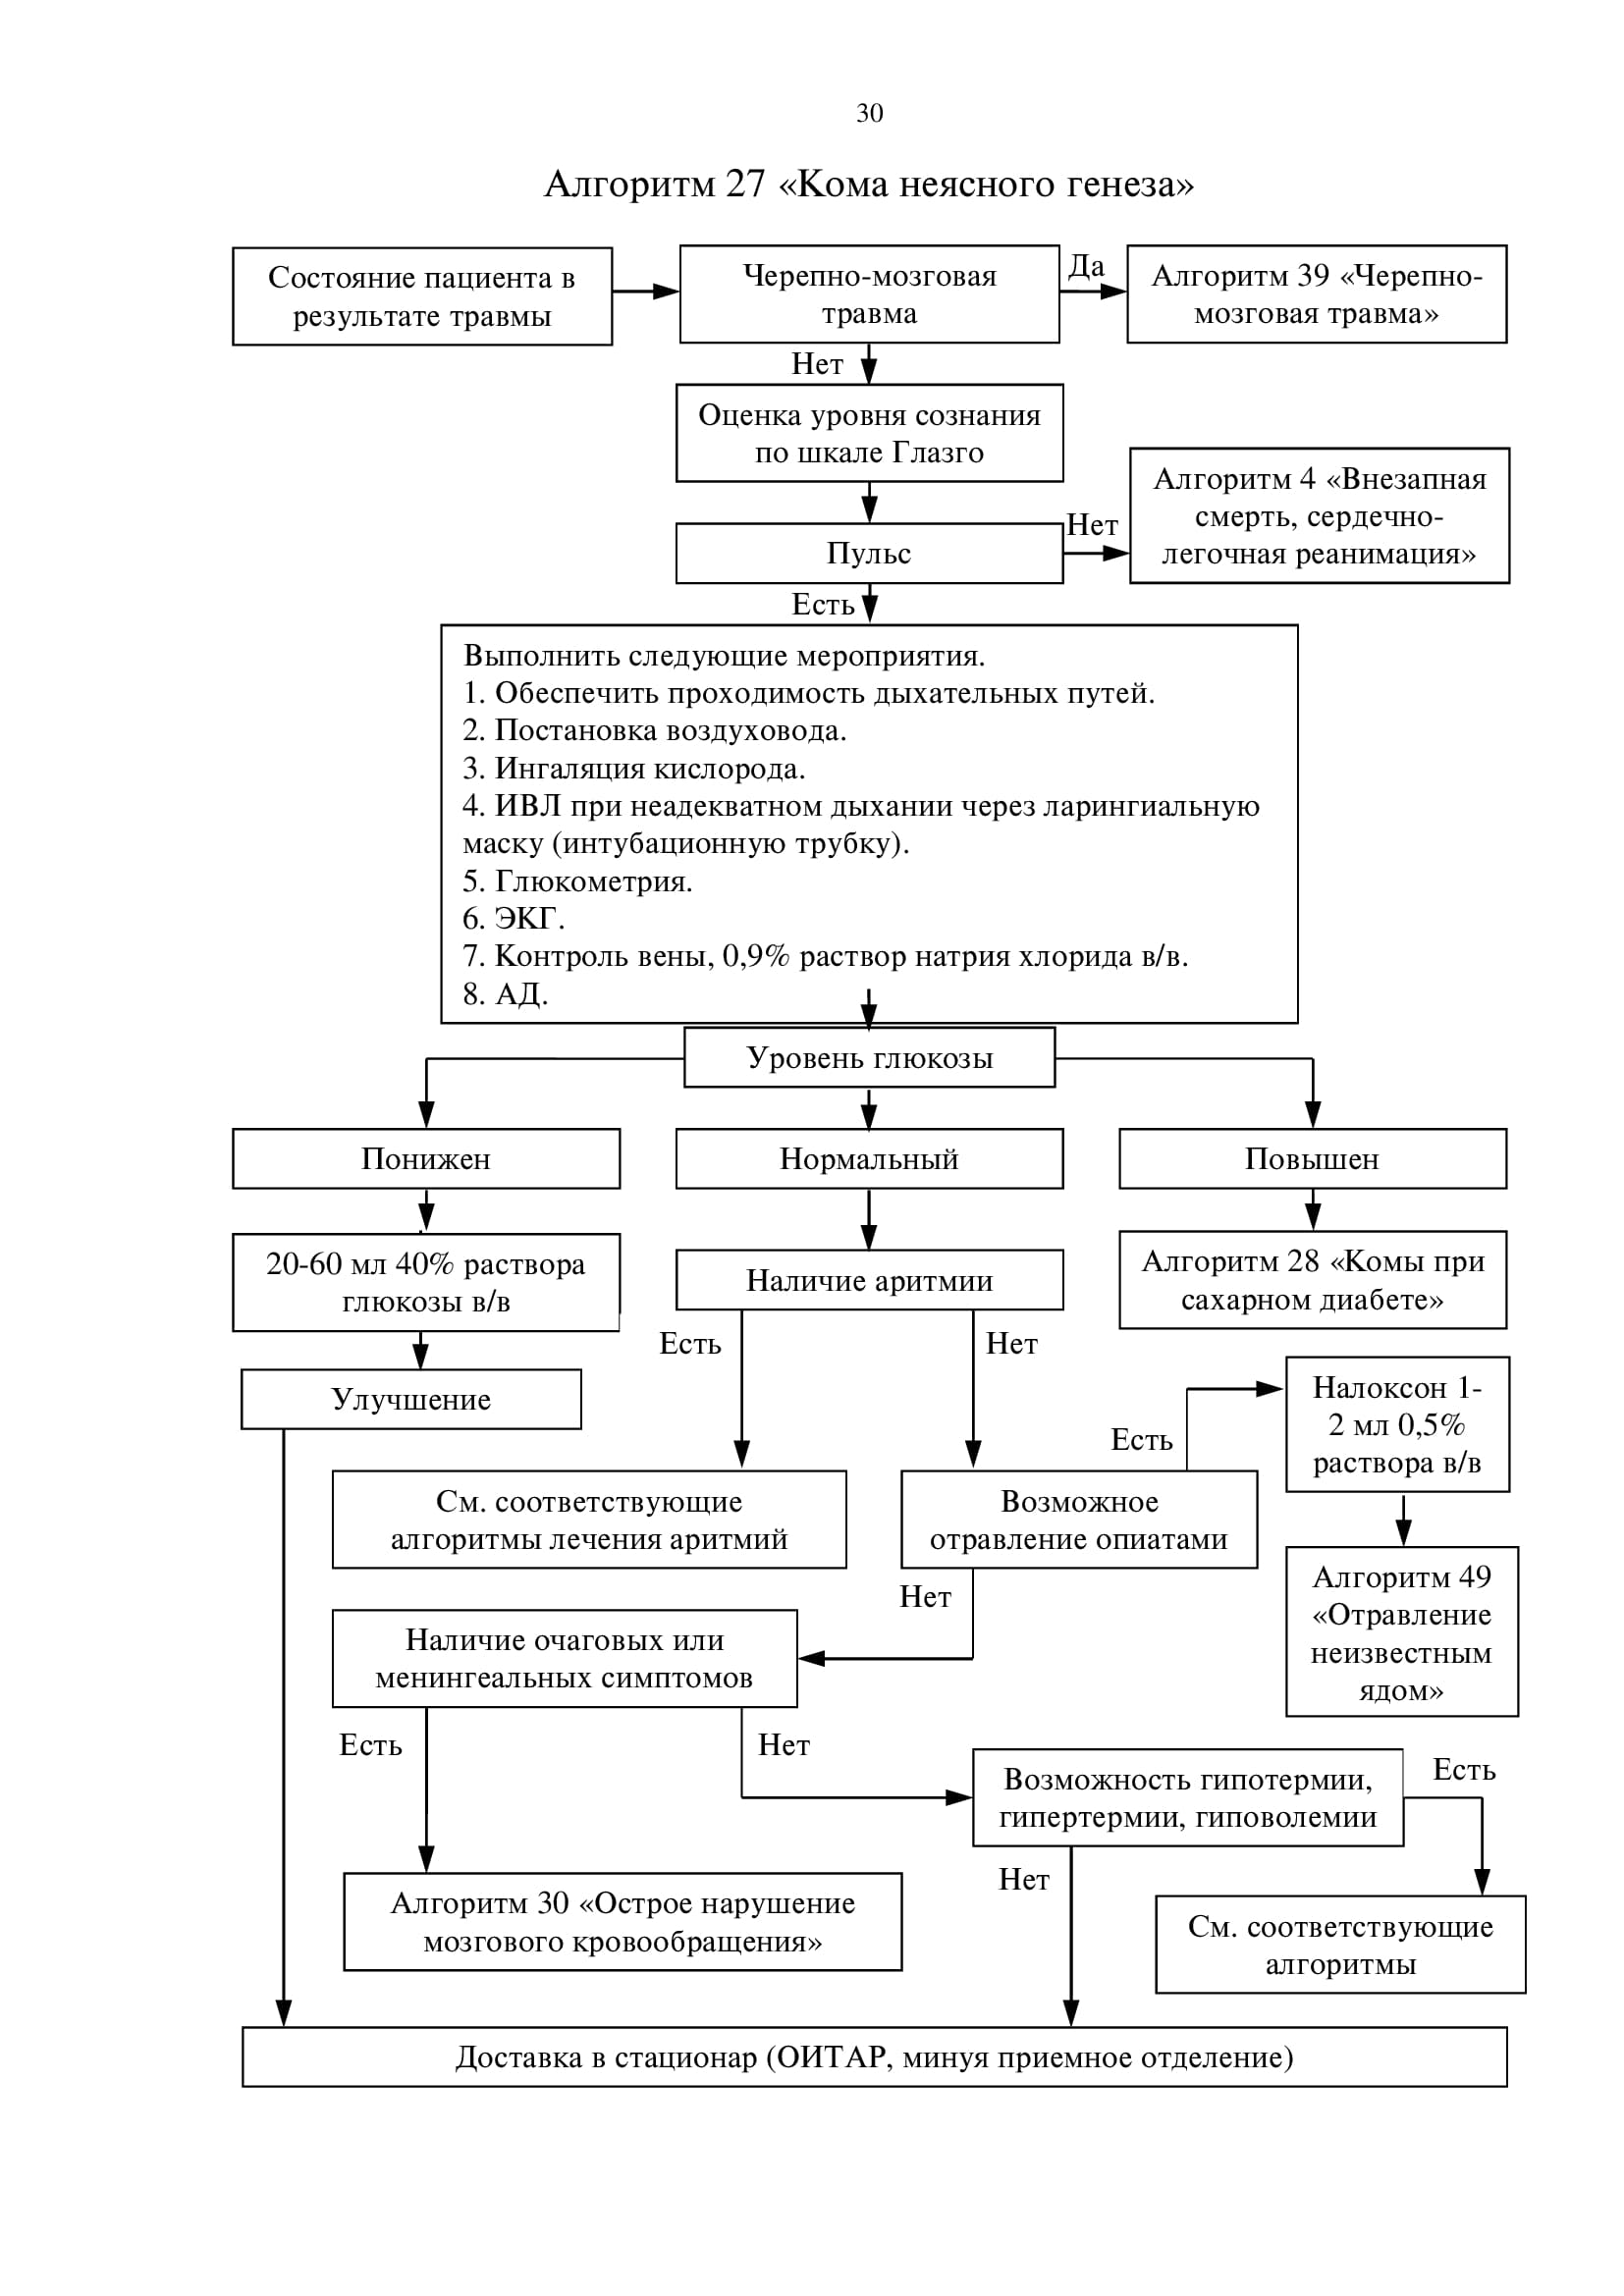 30
Алгоритм 27 «Кома неясного генеза»
Состояние пациента в
результате травмы
Черепно-мозговая
травма
Да
Алгоритм 39 «Черепно-
мозговая травма»
Нет
Оценка уровня сознания
по шкале Глазго
Алгоритм 4 «Внезапная
смерть, сердечно-
легочная реанимация»
Нет
Пульс
Есть
Выполнить следующие мероприятия.
1. Обеспечить проходимость дыхательных путей.
2. Постановка воздуховода.
3. Ингаляция кислорода.
4. ИВЛ при неадекватном дыхании через ларингиальную
маску (интубационную трубку).
5. Глюкометрия.
6. ЭКГ.
7. Контроль вены, 0,9% раствор натрия хлорида в/в.
8. АД.
Уровень глюкозы
Понижен
Нормальный
Повышен
20-60 мл 40% раствора
глюкозы в/в
Наличие аритмии
Алгоритм 28 «Комы при
сахарном диабете»
Есть
Нет
Улучшение
Налоксон 1-
2 мл 0,5%
раствора в/в
Есть
См. соответствующие
алгоритмы лечения аритмий
Возможное
отравление опиатами
Алгоритм 49
«Отравление
неизвестным
ядом»
Нет
Наличие очаговых или
менингеальных симптомов
Есть
Нет
Возможность гипотермии,
гипертермии, гиповолемии
Есть
Нет
Алгоритм 30 «Острое нарушение
мозгового кровообращения»
См. соответствующие
алгоритмы
Доставка в стационар (ОИТАР, минуя приемное отделение)